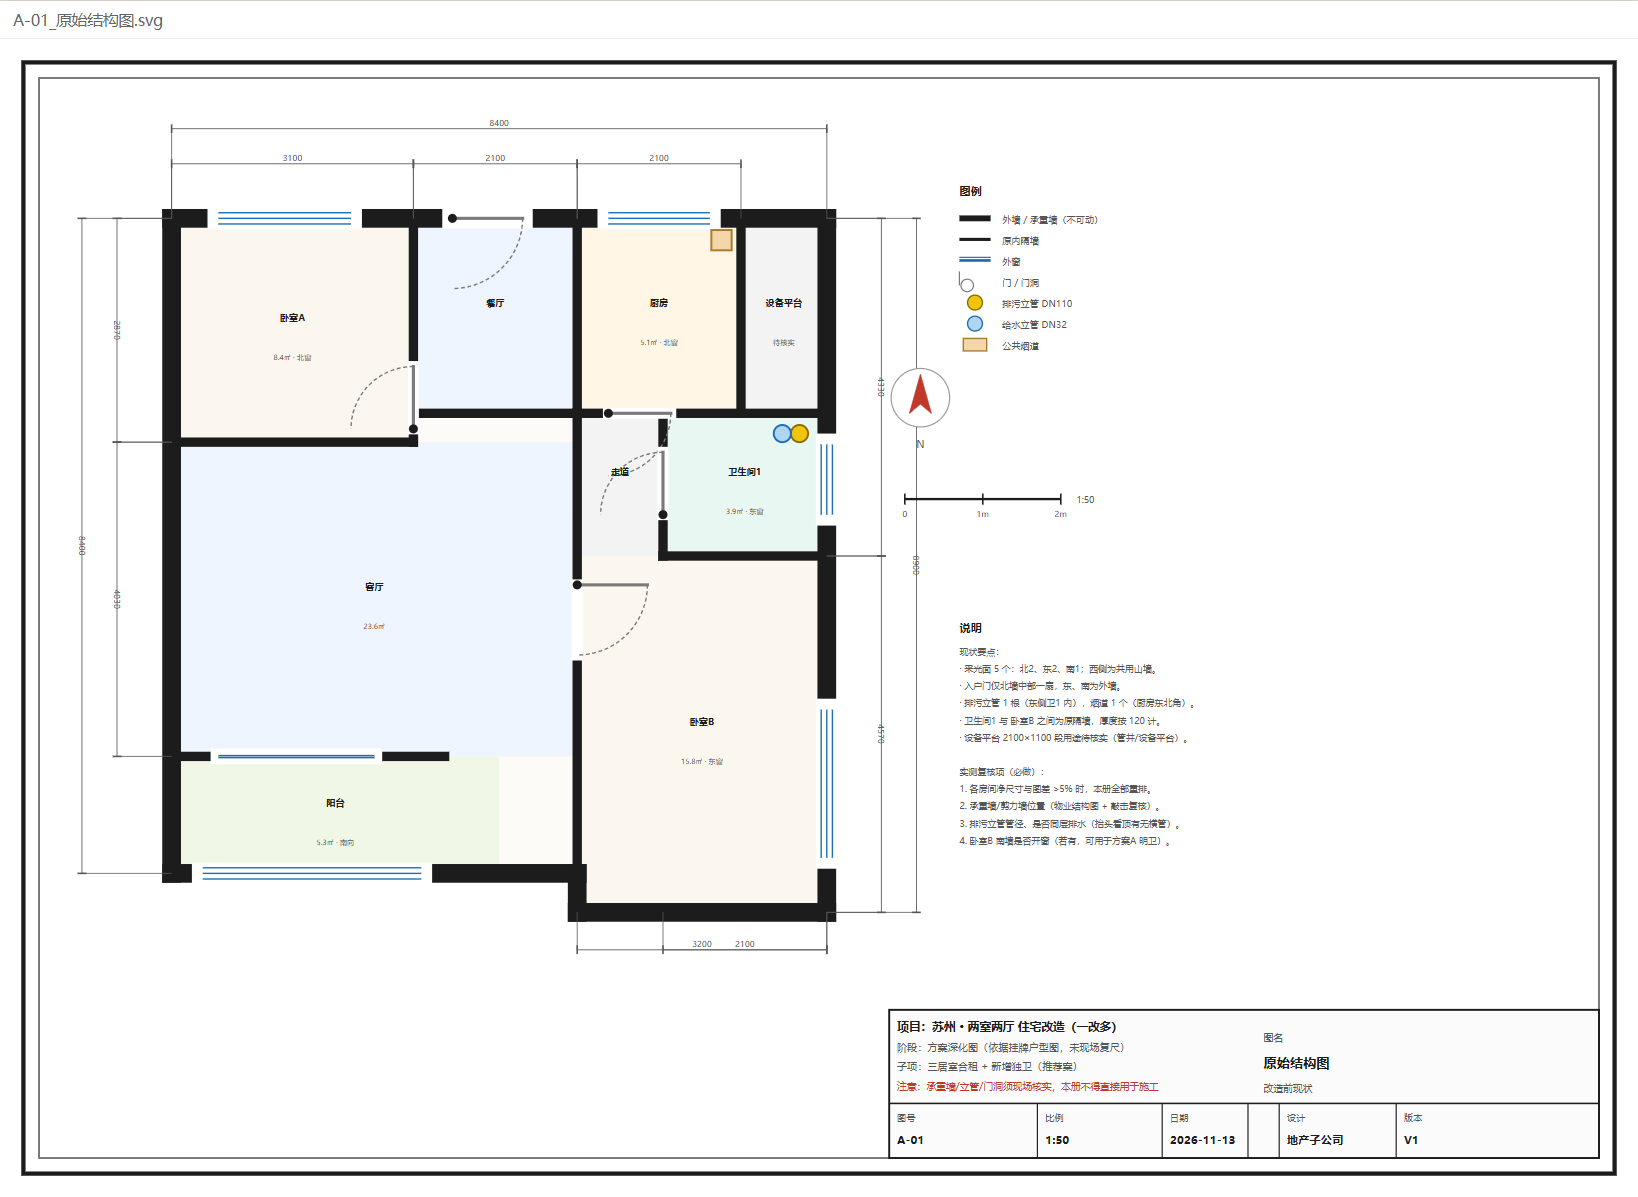 A-01_原始结构图.svg
8400
3100
2100
2100
2870
4030
8400
4330
4570
8900
卧室A
8.4㎡ · 北窗
餐厅
厨房
5.1㎡ · 北窗
设备平台
待核实
走道
卫生间1
3.9㎡ · 东窗
客厅
23.6㎡
卧室B
15.8㎡ · 东窗
阳台
5.3㎡ · 南向
3200
2100
图例
外墙 / 承重墙（不可动）
原内隔墙
外窗
门 / 门洞
排污立管 DN110
给水立管 DN32
公共烟道
N
1:50
0
1m
2m
说明
现状要点：
· 采光面 5 个：北2、东2、南1；西侧为共用山墙。
· 入户门仅北墙中部一扇，东、南为外墙。
· 排污立管 1 根（东侧卫1 内），烟道 1 个（厨房东北角）。
· 卫生间1 与 卧室B 之间为原隔墙，厚度按 120 计。
· 设备平台 2100×1100 段用途待核实（管井/设备平台）。
实测复核项（必做）：
1. 各房间净尺寸与图差 >5% 时，本册全部重排。
2. 承重墙/剪力墙位置（物业结构图 + 敲击复核）。
3. 排污立管管径、是否同层排水（抬头看顶有无横管）。
4. 卧室B 南墙是否开窗（若有，可用于方案A 明卫）。
项目：苏州·两室两厅 住宅改造（一改多）
阶段：方案深化图（依据挂牌户型图，未现场复尺）
子项：三居室合租 + 新增独卫（推荐案）
注意：承重墙/立管/门洞须现场核实，本册不得直接用于施工
图名
原始结构图
改造前现状
图号
A-01
比例
1:50
日期
2026-11-13
设计
地产子公司
版本
V1